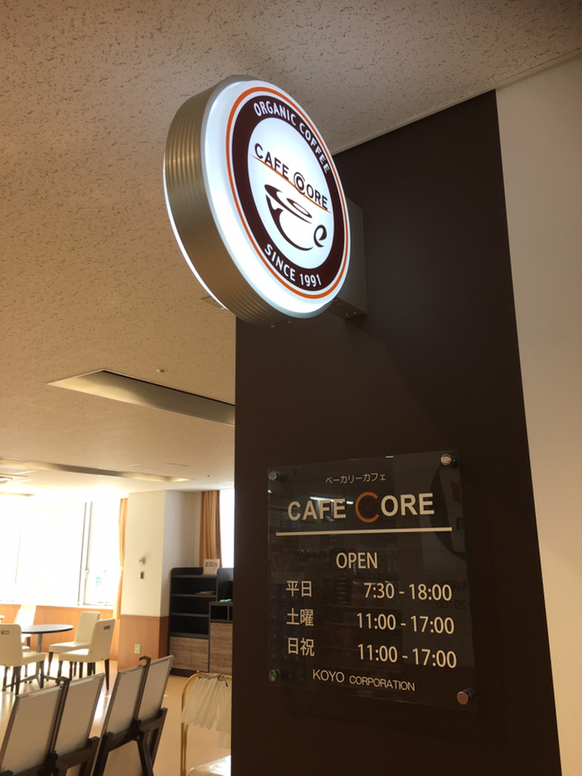 ORGANIC COFFEE
CAFE CORE
SINCE 1991
ベーカリーカフェ
CAFE CORE
OPEN
平日 7:30 - 18:00
土曜 11:00 - 17:00
日祝 11:00 - 17:00
KOYO CORPORATION